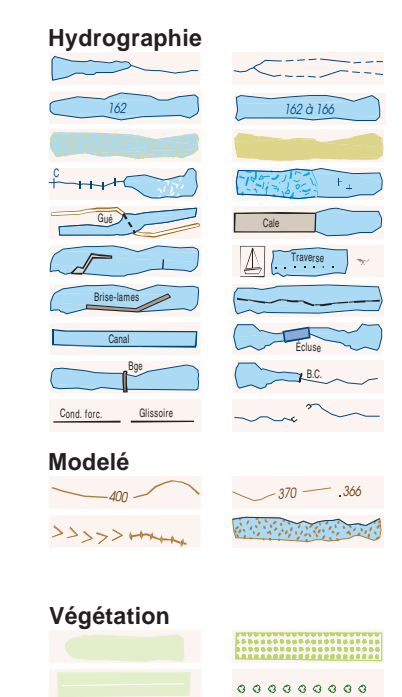 Hydrographie
162
162 à 166
C
Gué
Cale
Traverse
Brise-lames
Canal
Écluse
Bge
B.C.
Cond. forc.
Glissoire
Modelé
400
370
.366
Végétation